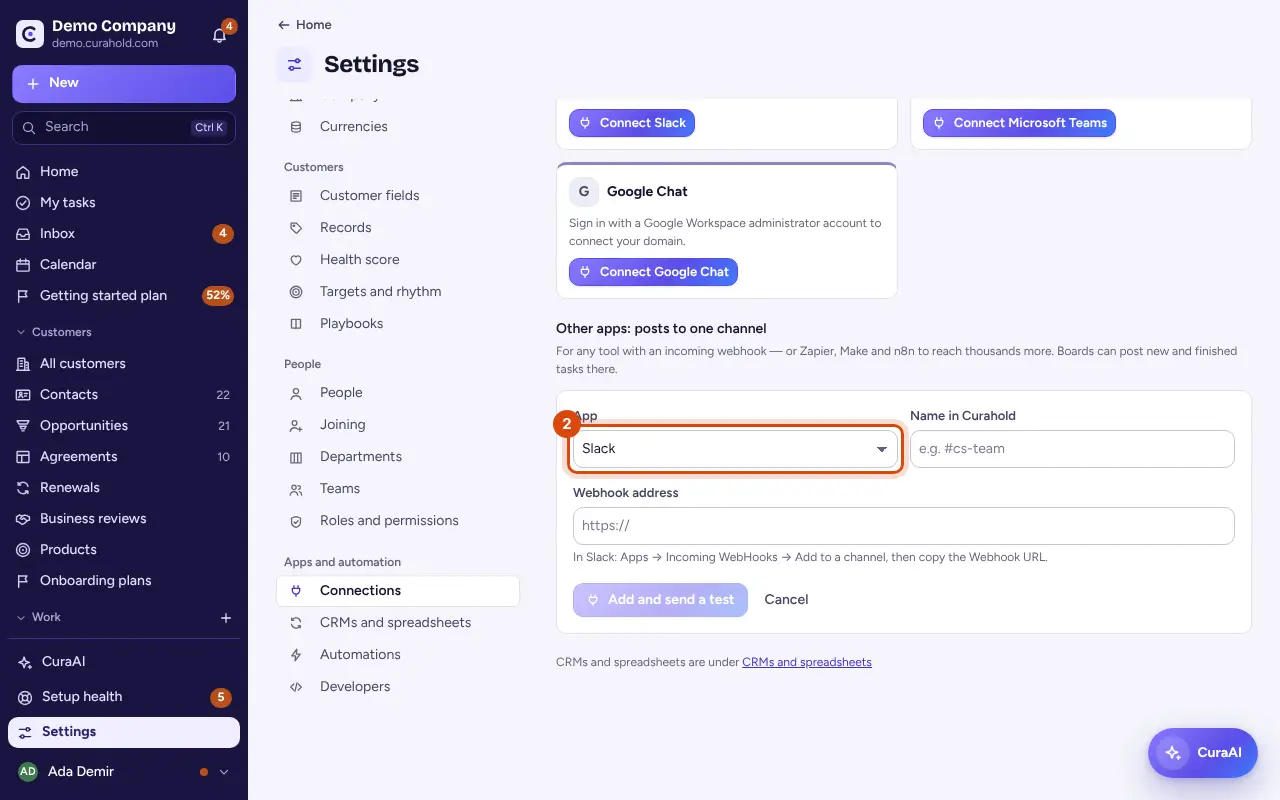 Demo Company
demo.curahold.com
4
New
Search
Ctrl K
Home
My tasks
Inbox
4
Calendar
Getting started plan
52%
Customers
All customers
Contacts
22
Opportunities
21
Agreements
10
Renewals
Business reviews
Products
Onboarding plans
Work
CuraAI
Setup health
5
Settings
AD
Ada Demir
Home
Settings
Currencies
Customers
Customer fields
Records
Health score
Targets and rhythm
Playbooks
People
People
Joining
Departments
Teams
Roles and permissions
Apps and automation
Connections
CRMs and spreadsheets
Automations
Developers
Connect Slack
Connect Microsoft Teams
G
Google Chat
Sign in with a Google Workspace administrator account to
connect your domain.
Connect Google Chat
Other apps: posts to one channel
For any tool with an incoming webhook — or Zapier, Make and n8n to reach thousands more. Boards can post new and finished
tasks there.
2
App
Slack
Name in Curahold
e.g. #cs-team
Webhook address
https://
In Slack: Apps → Incoming WebHooks → Add to a channel, then copy the Webhook URL.
Add and send a test
Cancel
CRMs and spreadsheets are under CRMs and spreadsheets
CuraAI